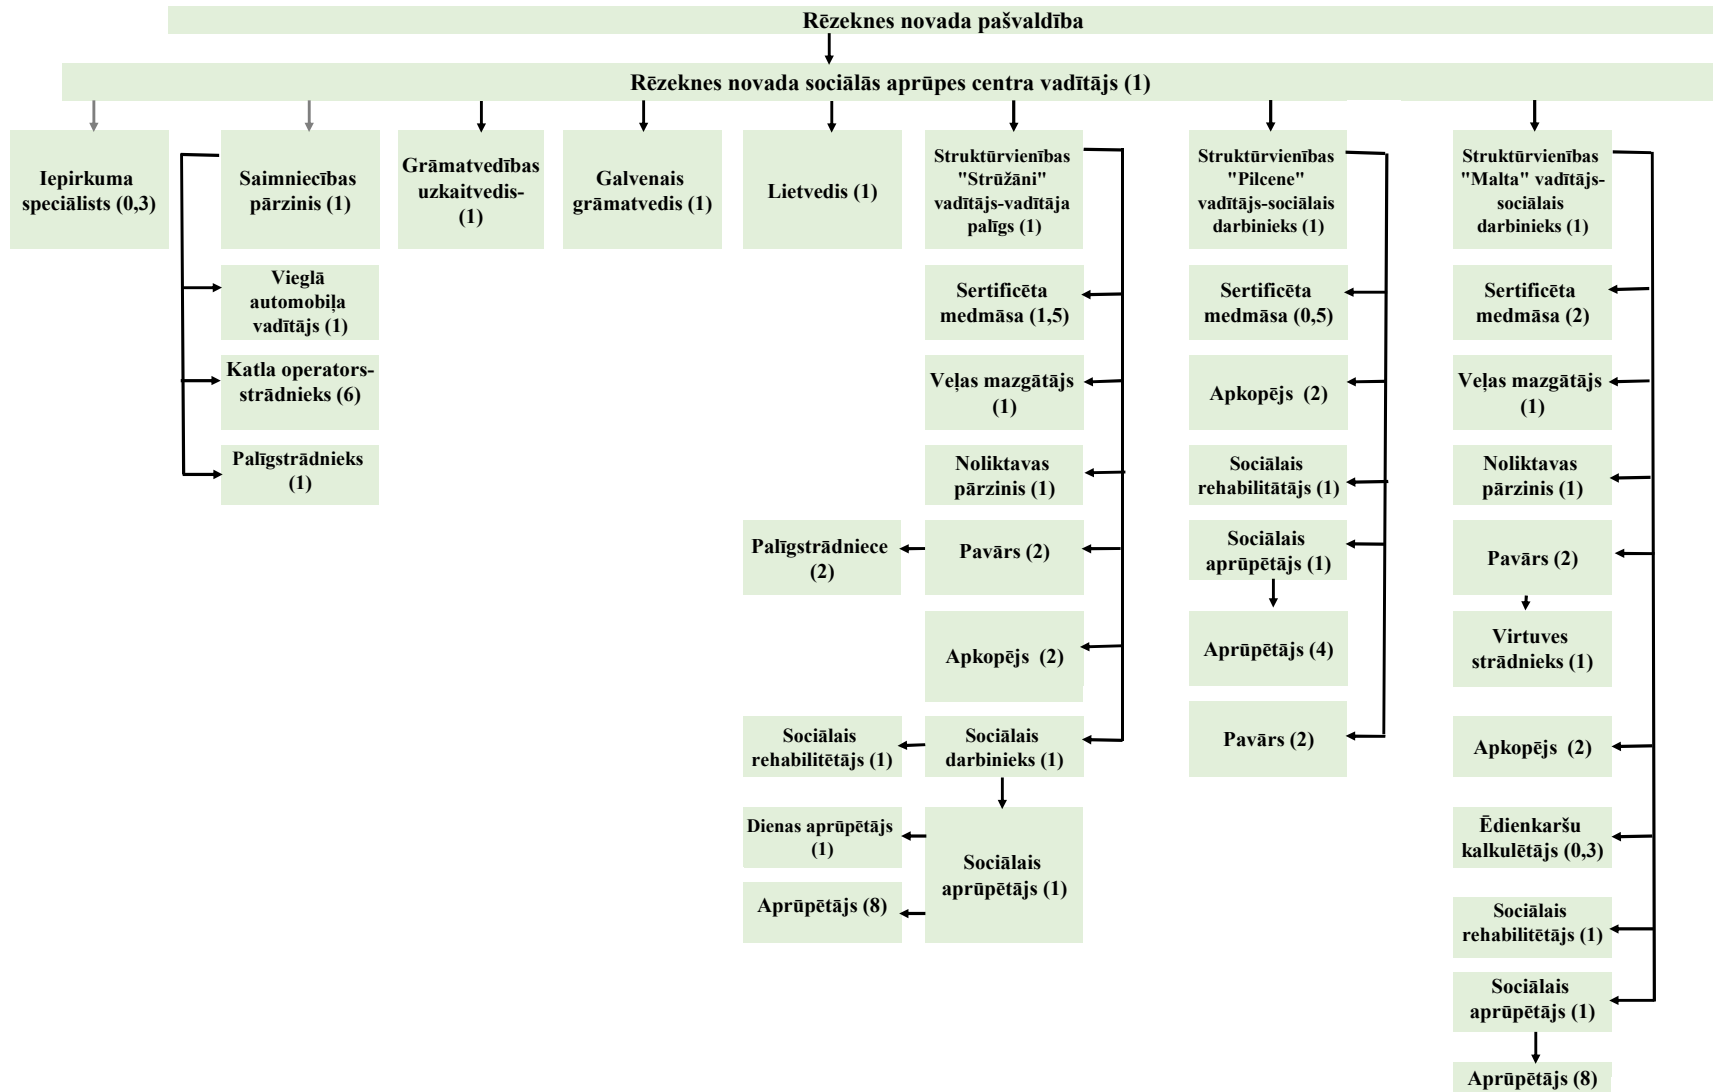 Rēzeknes novada pašvaldība
Rēzeknes novada sociālās aprūpes centra vadītājs (1)
Iepirkuma
speciālists (0,3)
Saimniecības
pārzinis (1)
Grāmatvedības
uzkaitvedis-
(1)
Galvenais
grāmatvedis (1)
Lietvedis (1)
Struktūrvienības
"Strūžāni"
vadītājs-vadītāja
palīgs (1)
Struktūrvienības
"Pilcene"
vadītājs-sociālais
darbinieks (1)
Struktūrvienības
"Malta" vadītājs-
sociālais
darbinieks (1)
Vieglā
automobiļa
vadītājs (1)
Katla operators-
strādnieks (6)
Palīgstrādnieks
(1)
Sertificēta
medmāsa (1,5)
Veļas mazgātājs
(1)
Noliktavas
pārzinis (1)
Pavārs (2)
Palīgstrādniece
(2)
Apkopējs  (2)
Sociālais
darbinieks (1)
Sociālais
rehabilitētājs (1)
Sociālais
aprūpētājs (1)
Dienas aprūpētājs
(1)
Aprūpētājs (8)
Sertificēta
medmāsa (0,5)
Apkopējs  (2)
Sociālais
rehabilitātājs (1)
Sociālais
aprūpētājs (1)
Aprūpētājs (4)
Pavārs (2)
Sertificēta
medmāsa (2)
Veļas mazgātājs
(1)
Noliktavas
pārzinis (1)
Pavārs (2)
Virtuves
strādnieks (1)
Apkopējs  (2)
Ēdienkaršu
kalkulētājs (0,3)
Sociālais
rehabilitētājs (1)
Sociālais
aprūpētājs (1)
Aprūpētājs (8)